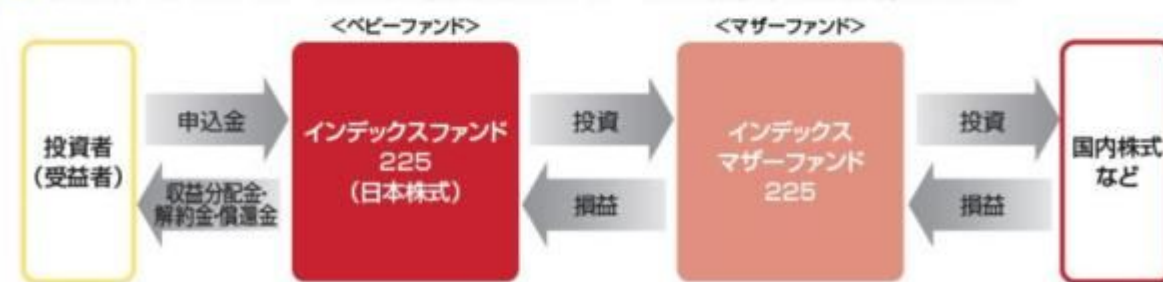 <ベビーファンド>
<マザーファンド>
投資者
(受益者)
申込金
収益分配金・
解約金・償還金
インデックスファンド
225
(日本株式)
投資
損益
インデックス
マザーファンド
225
投資
損益
国内株式
など